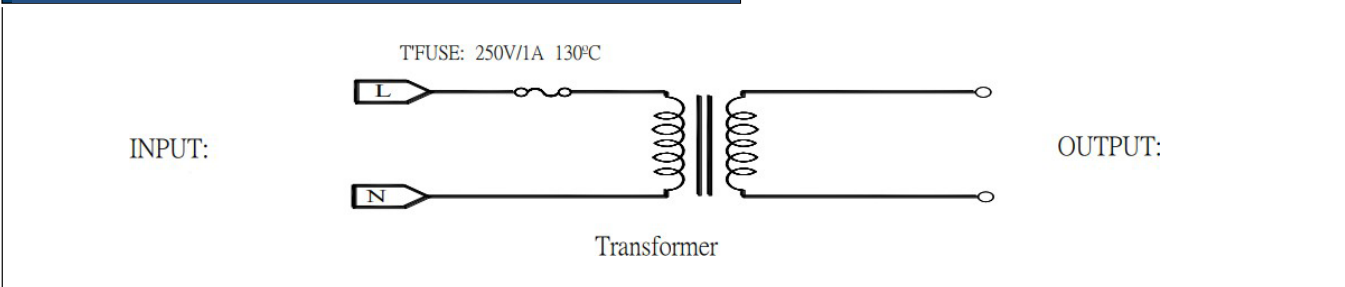 T'FUSE: 250V/1A 130ºC
L
INPUT:
OUTPUT:
N
Transformer